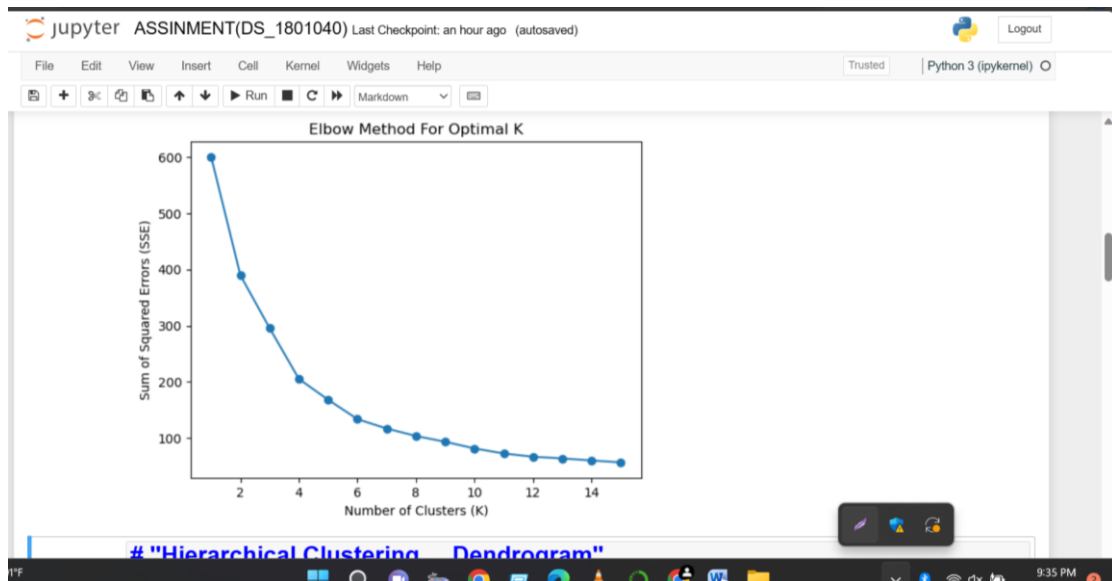 jupyter ASSINMENT(DS_1801040) Last Checkpoint: an hour ago (autosaved)
Logout
File Edit View Insert Cell Kernel Widgets Help
Trusted Python 3 (ipykernel)
Run Markdown
Elbow Method For Optimal K
600
500
400
300
200
100
Sum of Squared Errors (SSE)
2 4 6 8 10 12 14
Number of Clusters (K)
# "Hierarchical Clustering Dendrogram"
1°F
9:35 PM